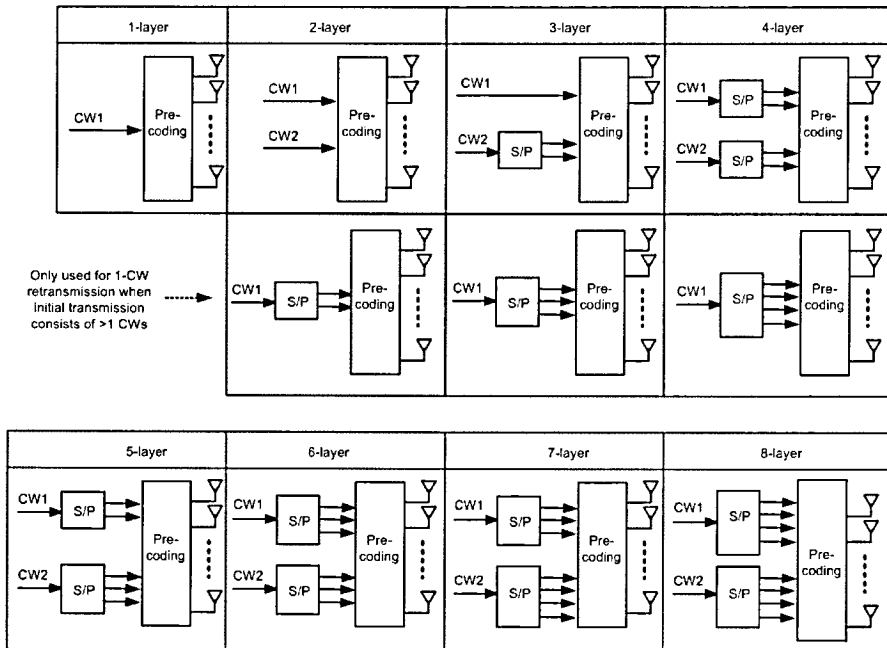 1-layer
2-layer
3-layer
4-layer
CW1
Pre-
coding
CW1
CW2
Pre-
coding
CW1
CW2
S/P
Pre-
coding
CW1
S/P
CW2
S/P
Pre-
coding
Only used for 1-CW
retransmission when
Initial transmission
consists of >1 CWs
CW1
S/P
Pre-
coding
CW1
S/P
Pre-
coding
CW1
S/P
Pre-
coding
5-layer
6-layer
7-layer
8-layer
CW1
S/P
CW2
S/P
Pre-
coding
CW1
S/P
CW2
S/P
Pre-
coding
CW1
S/P
CW2
S/P
Pre-
coding
CW1
S/P
CW2
S/P
Pre-
coding